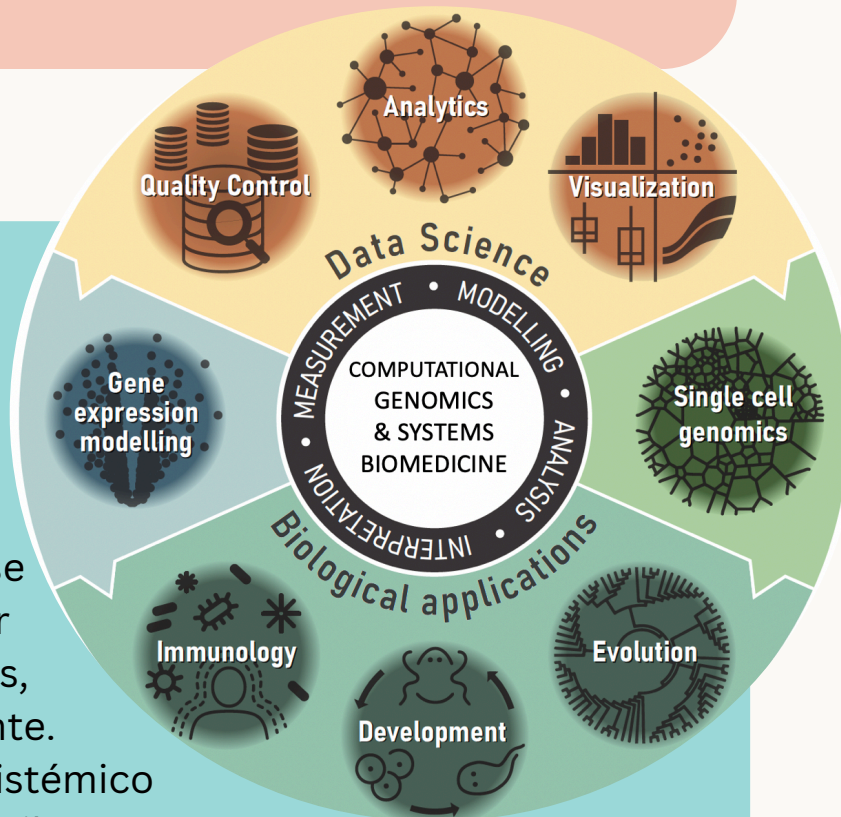 Analytics
Quality Control
Visualization
Data Science
MEASUREMENT • MODELLING • ANALYSIS • INTERPRETATION •
COMPUTATIONAL
GENOMICS
& SYSTEMS
BIOMEDICINE
Gene
expression
modelling
Single cell
genomics
Biological applications
Immunology
Development
Evolution
istémico